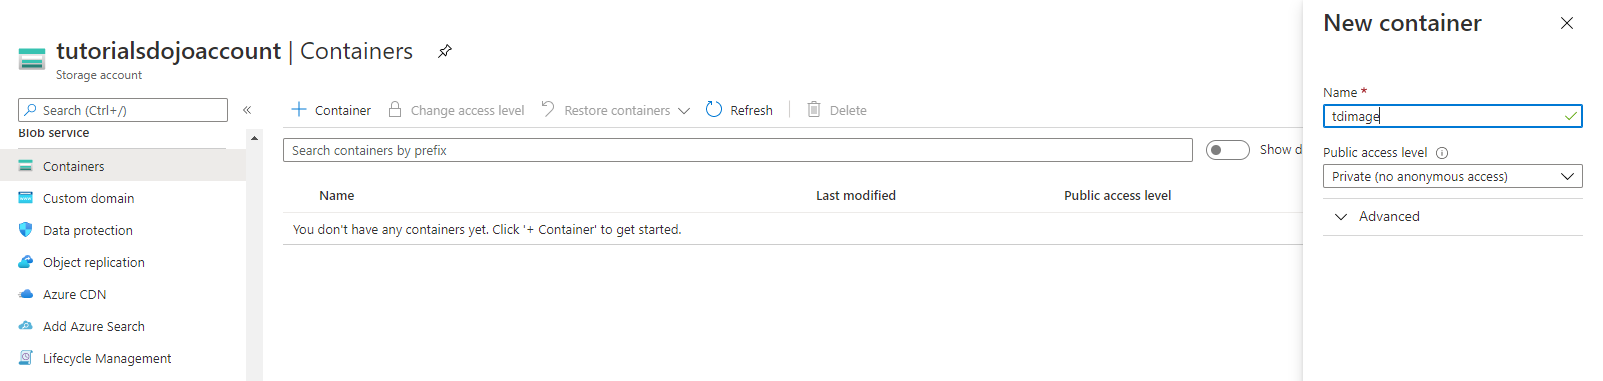 tutorialsdojoaccount | Containers
Storage account
Search (Ctrl+/)
«
Blob service
Containers
Custom domain
Data protection
Object replication
Azure CDN
Add Azure Search
Lifecycle Management
+ Container Change access level Restore containers Refresh Delete
Search containers by prefix
Show d
Name Last modified Public access level
You don't have any containers yet. Click '+ Container' to get started.
New container
Name *
tdimage
Public access level
Private (no anonymous access)
Advanced